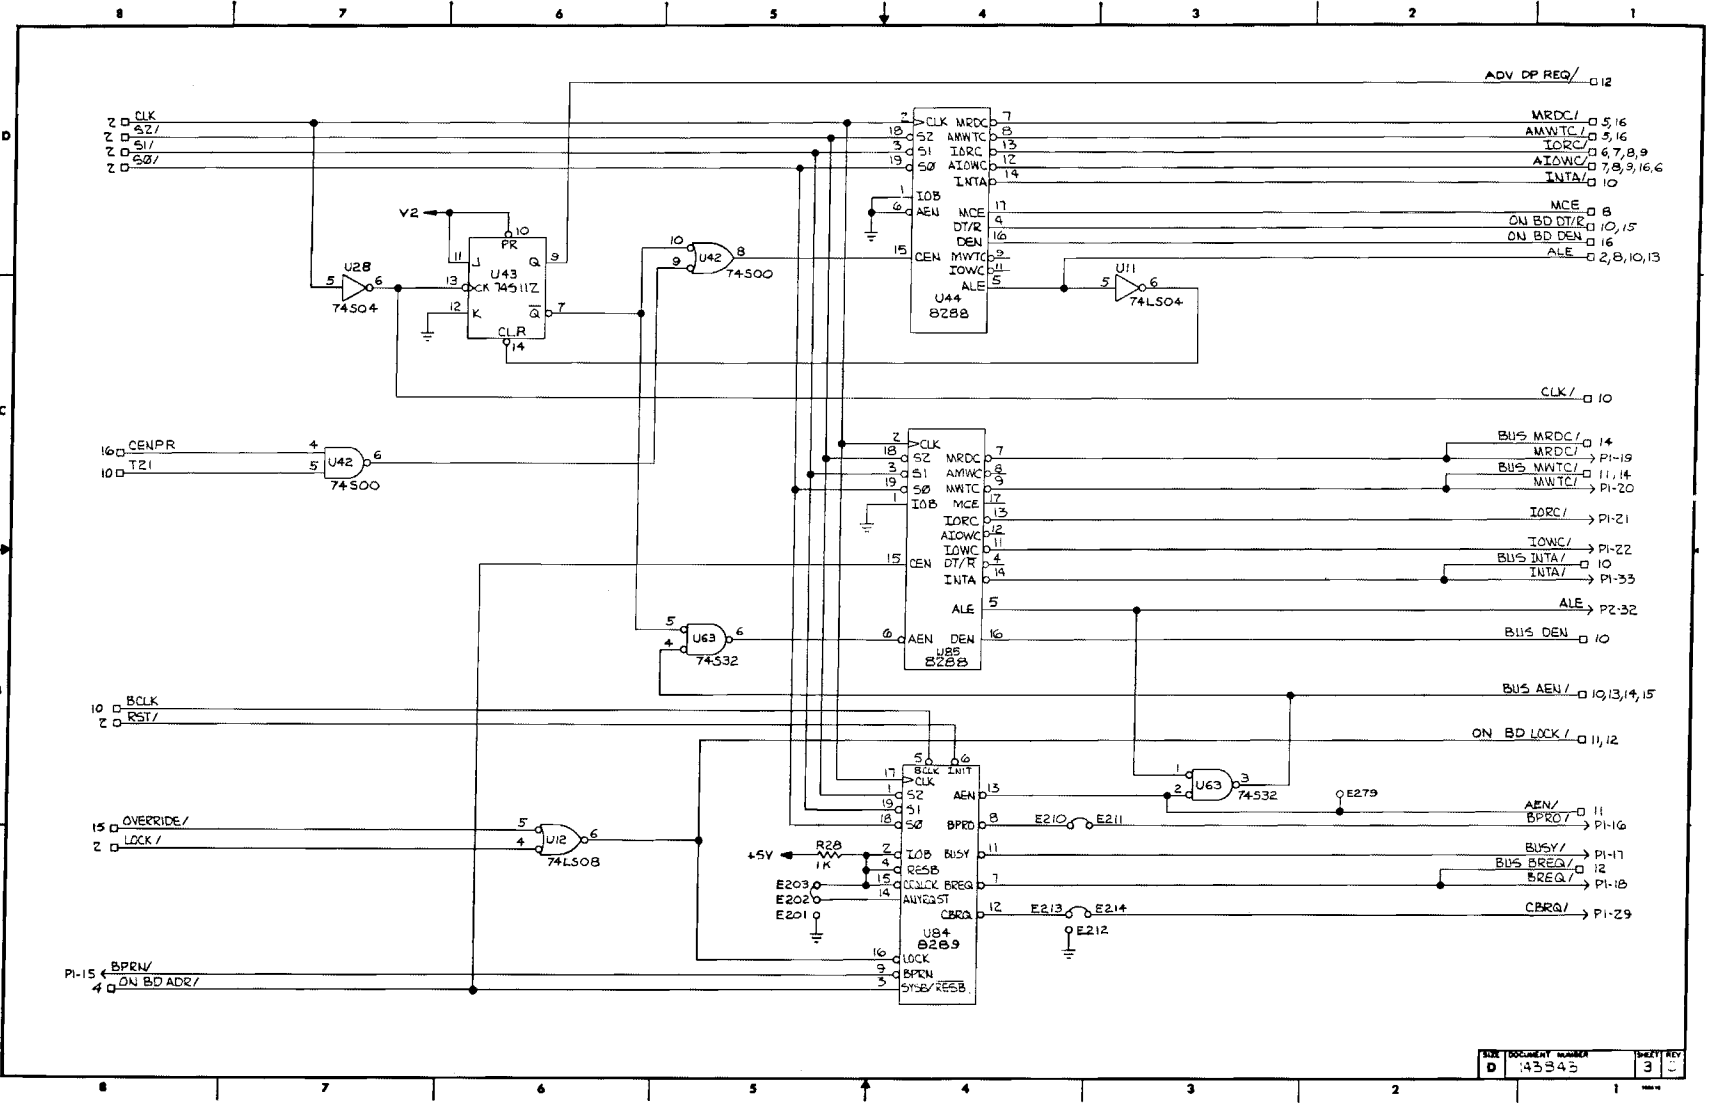 8 7 6 5 4 3 2 1
D
C
ADV DP REQ/ 12
2 CLK
2 S2/
2 S1/
2 SØ/
2 CLK MRDC 7 MRDC/ 5,16
18 S2 AMWTC 8 AMWTC/ 5,16
3 S1 IORC 13 IORC/ 6,7,8,9
19 SØ AIOWC 12 AIOWC/ 7,8,9,16,6
INTA 14 INTA/ 10
1 IOB
6 AEN MCE 17 MCE 8
DT/R 4 ON BD DT/R 10,15
DEN 16 ON BD DEN 16
15 CEN MWTC 9 ALE 2,8,10,13
IOWC 11
ALE 5
U44
8288
5 U11 6
74LS04
V2
10
PR
11 J Q 9
U43
13 CK 74S112
12 K Q 7
CLR
14
U28
5 6
74S04
10
9 U42 8
74S00
CLK/ 10
16 CENPR 4
10 T21 5
U42 6
74S00
2 CLK
18 S2 MRDC 7
3 S1 AMWC 8
19 SØ MWTC 9
1 IOB MCE 17
IORC 13
AIOWC 12
IOWC 11
15 CEN DT/R 4
INTA 14
ALE 5
6 AEN DEN 16
U85
8288
BUS MRDC/ 14
MRDC/ P1-19
BUS MWTC/ 11,14
MWTC/ P1-20
IORC/ P1-21
IOWC/ P1-22
BUS INTA/ 10
INTA/ P1-33
ALE P2-32
BUS DEN 10
5
4 U63 6
74S32
10 BCLK
2 RST/
BUS AEN/ 10,13,14,15
ON BD LOCK/ 11,12
5 6
BCLK INIT
17 CLK
1 S2 AEN 13
19 S1
18 SØ BPRO 8
2 IOB BUSY 11
4 RESB
15 CRQLCK BREQ 7
14 ANYRQST
CBRQ 12
U84
8289
16 LOCK
9 BPRN
3 SYSB/RESB
1
2 U63 3
74S32
E279
AEN/ 11
E210 E211 BPRO/ P1-16
BUSY/ P1-17
BUS BREQ/ 12
BREQ/ P1-18
E213 E214 CBRQ/ P1-29
E212
15 OVERRIDE/ 5
2 LOCK/ 4
U12 6
74LS08
+5V R28
1K
E203
E202
E201
P1-15 BPRN/
4 ON BD ADR/
SIZE DOCUMENT NUMBER SHEET REV
D 143543 3
8 7 6 5 4 3 2 1